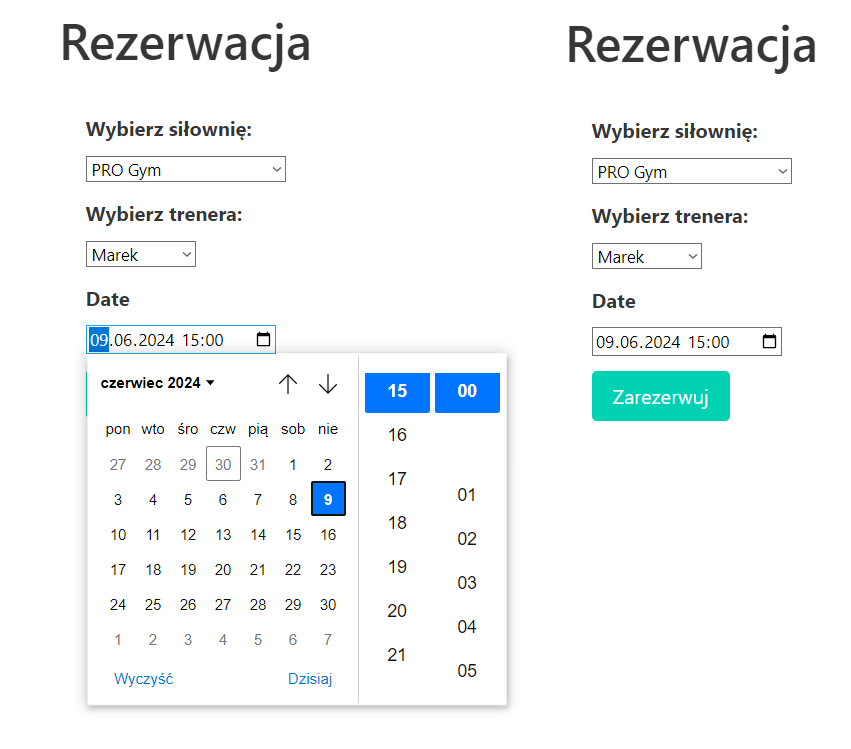 Rezerwacja
Wybierz siłownię:
PRO Gym
Wybierz trenera:
Marek
Date
09.06.2024 15:00
czerwiec 2024
pon wto śro czw pią sob nie
27 28 29 30 31 1 2
3 4 5 6 7 8 9
10 11 12 13 14 15 16
17 18 19 20 21 22 23
24 25 26 27 28 29 30
1 2 3 4 5 6 7
Wyczyść Dzisiaj
15 00
16
17
01
18
02
19
03
20
04
21
05
Rezerwacja
Wybierz siłownię:
PRO Gym
Wybierz trenera:
Marek
Date
09.06.2024 15:00
Zarezerwuj